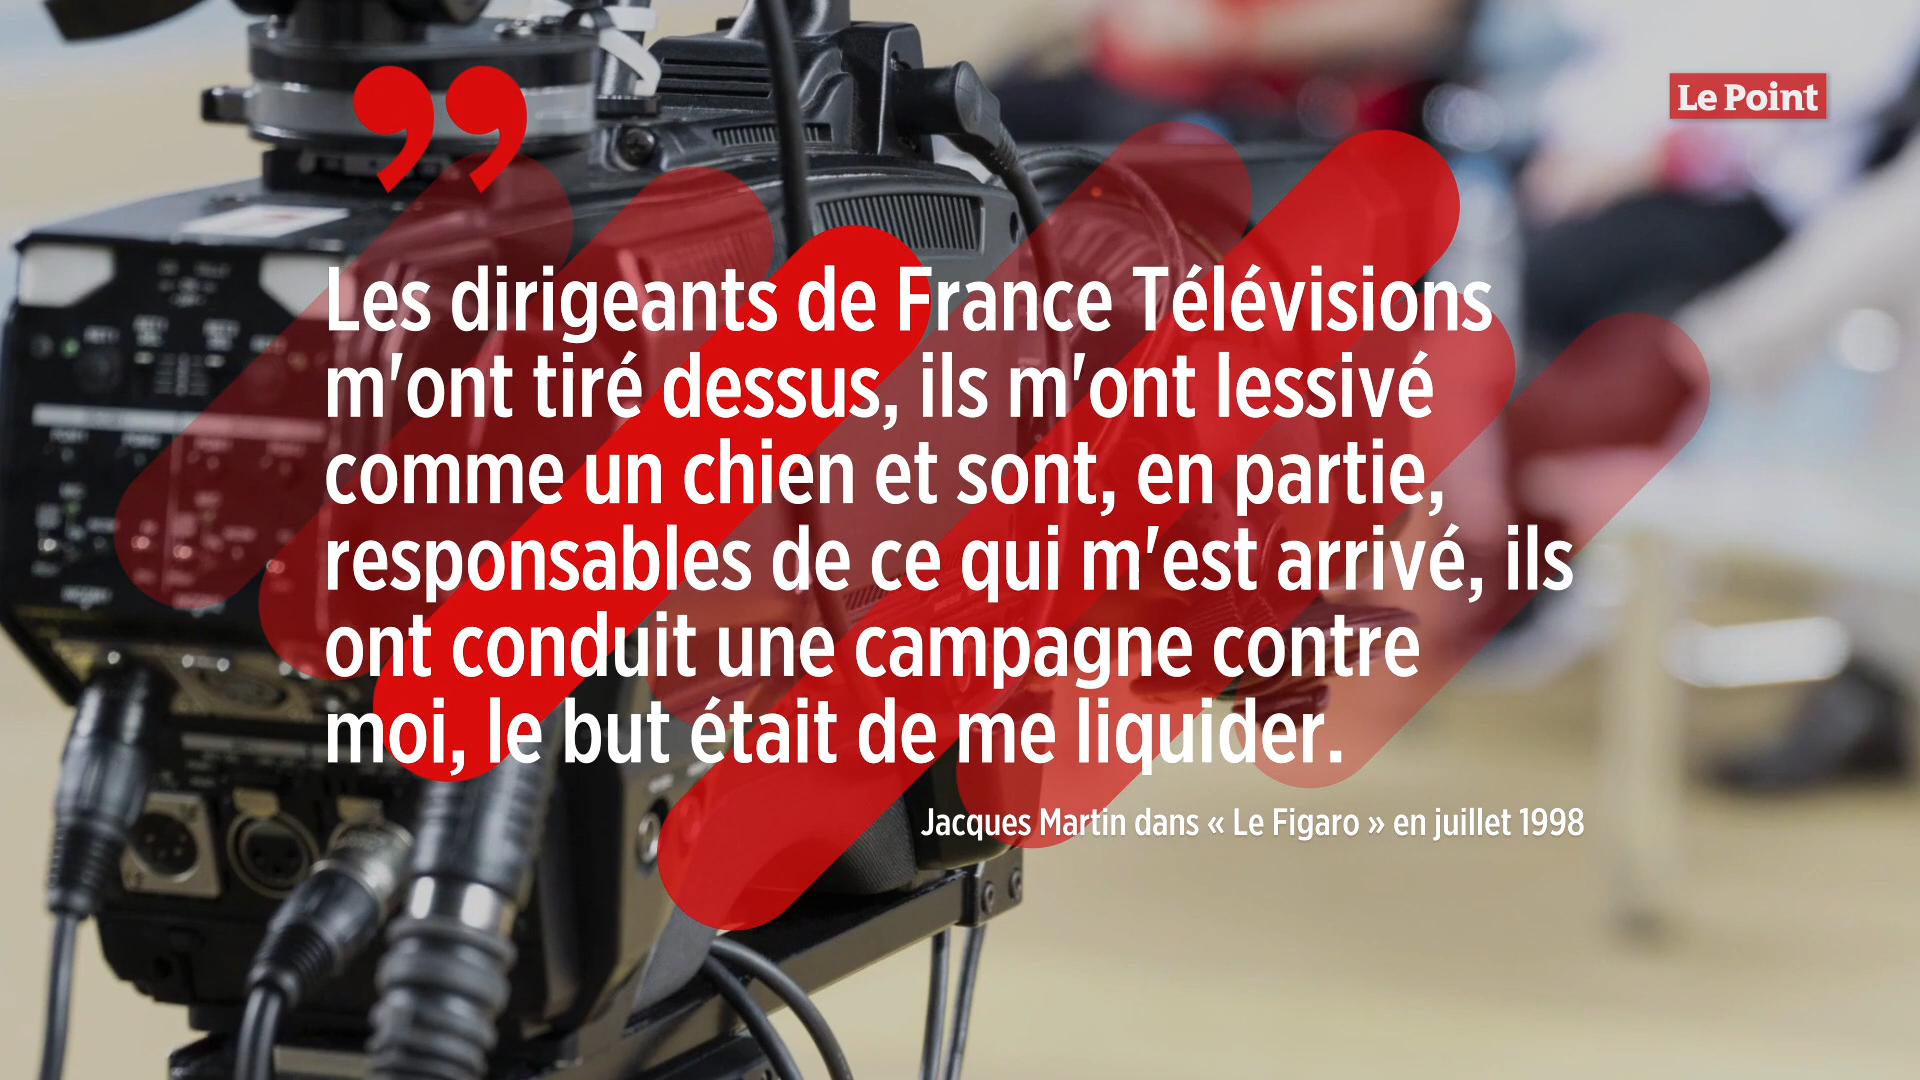 Le Point
”
Les dirigeants de France Télévisions
m'ont tiré dessus, ils m'ont lessivé
comme un chien et sont, en partie,
responsables de ce qui m'est arrivé, ils
ont conduit une campagne contre
moi, le but était de me liquider.
Jacques Martin dans « Le Figaro » en juillet 1998